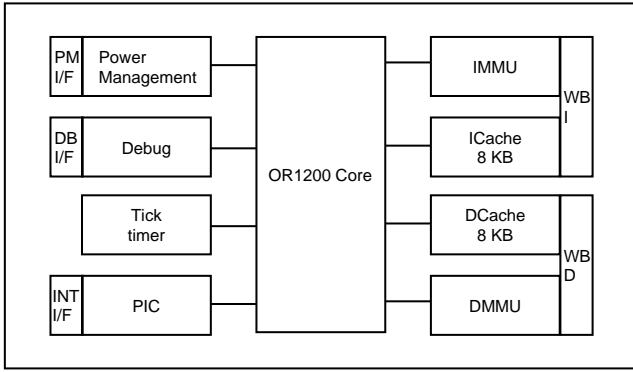 PM
I/F
Power
Management
DB
I/F
Debug
Tick
timer
INT
I/F
PIC
OR1200 Core
IMMU
ICache
8 KB
WB
I
DCache
8 KB
DMMU
WB
D